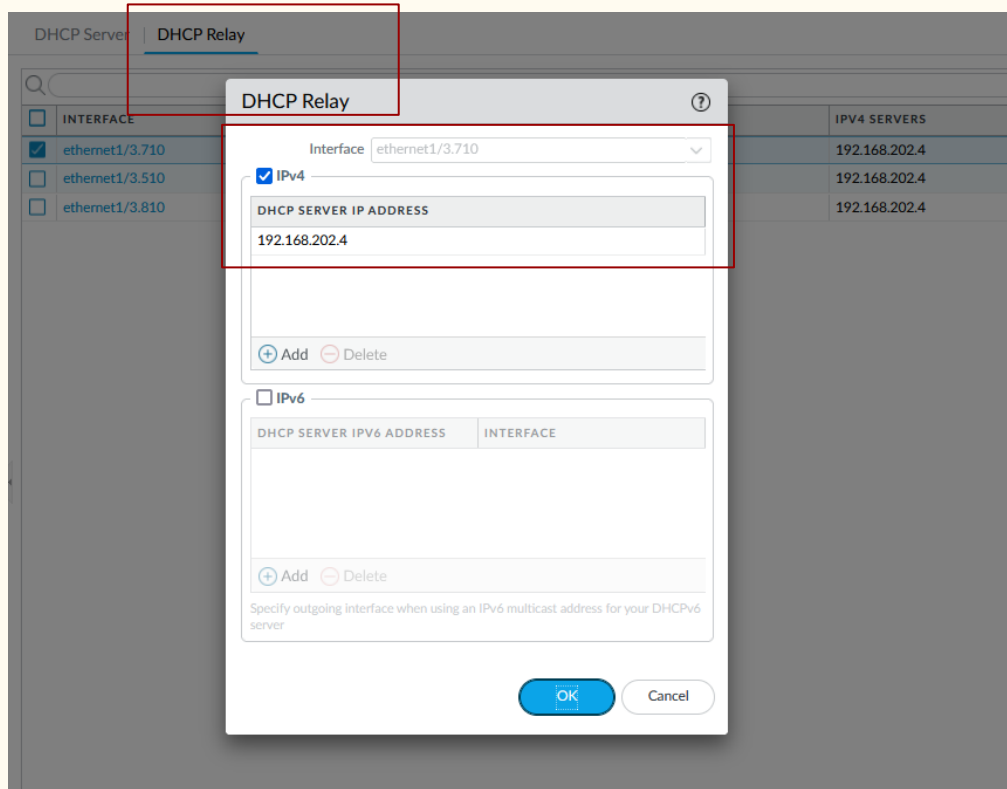 DHCP Server | DHCP Relay
INTERFACE IPV4 SERVERS
ethernet1/3.710 192.168.202.4
ethernet1/3.510 192.168.202.4
ethernet1/3.810 192.168.202.4
DHCP Relay
Interface ethernet1/3.710
IPv4
DHCP SERVER IP ADDRESS
192.168.202.4
Add Delete
IPv6
DHCP SERVER IPV6 ADDRESS INTERFACE
Add Delete
Specify outgoing interface when using an IPv6 multicast address for your DHCPv6
server
OK Cancel